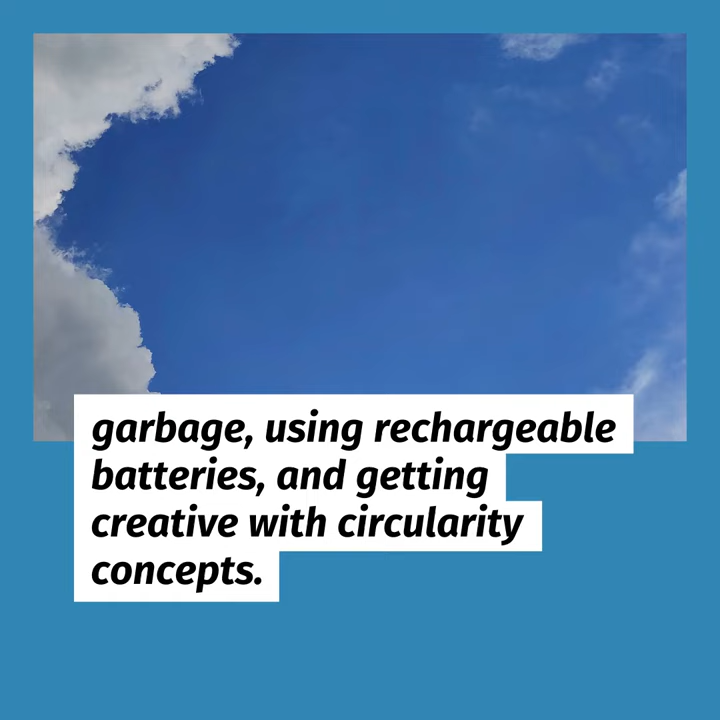 garbage, using rechargeable
batteries, and getting
creative with circularity
concepts.